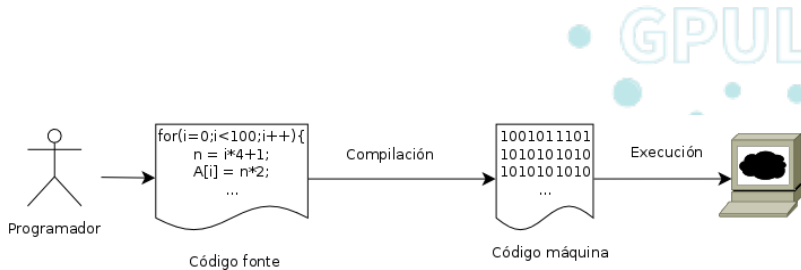 GPUL
for(i=0;i<100;i++){
n = i*4+1;
A[i] = n*2;
...
Compilación
1001011101
1010101010
1010101010
...
Execución
Programador
Código fonte
Código máquina